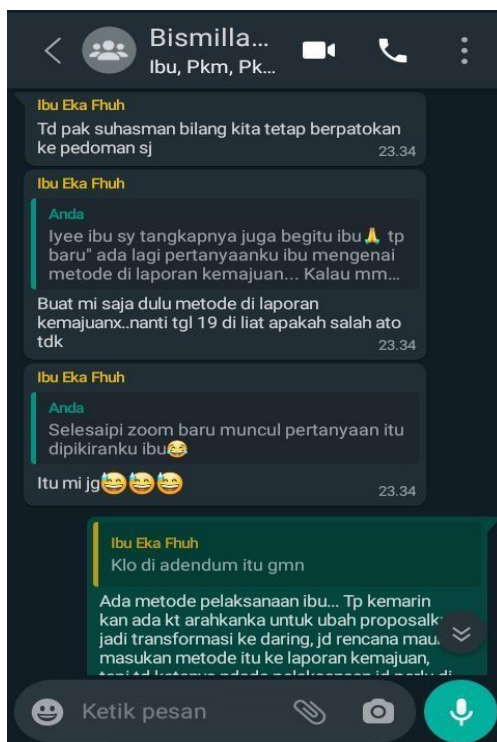 Bismilla...
Ibu, Pkm, Pk...
Ibu Eka Fhuh
Td pak suhasman bilang kita tetap berpatokan
ke pedoman sj
23.34
Ibu Eka Fhuh
Anda
Iyee ibu sy tangkapnya juga begitu ibu🙏 tp
baru" ada lagi pertanyaanku ibu mengenai
metode di laporan kemajuan... Kalau mm...
Buat mi saja dulu metode di laporan
kemajuanx..nanti tgl 19 di liat apakah salah ato
tdk
23.34
Ibu Eka Fhuh
Anda
Selesaipi zoom baru muncul pertanyaan itu
dipikiranku ibu😂
Itu mi jg😅😅😅
23.34
Ibu Eka Fhuh
Klo di adendum itu gmn
Ada metode pelaksanaan ibu... Tp kemarin
kan ada kt arahkanka untuk ubah
jadi transformasi ke daring, jd rencana
masukan metode itu ke laporan kemajuan,
Ketik pesan